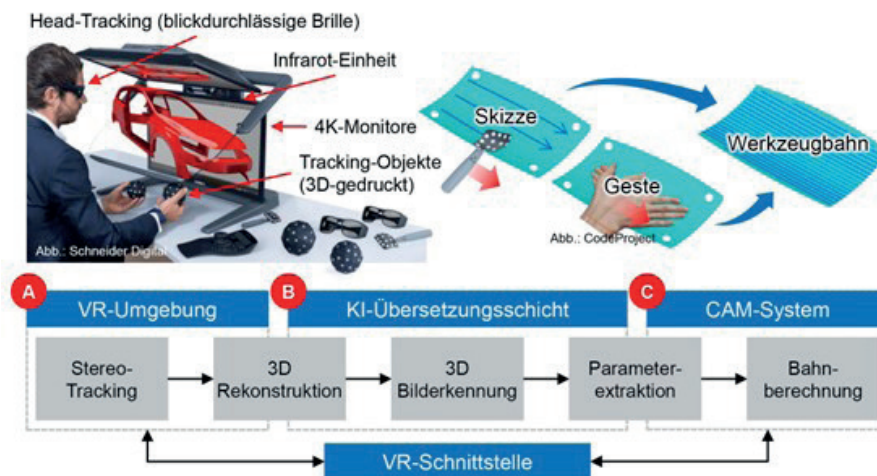 Head-Tracking (blickdurchlässige Brille)
Infrarot-Einheit
4K-Monitore
Tracking-Objekte
(3D-gedruckt)
Abb.: Schneider Digital
Skizze
Geste
Werkzeugbahn
Abb.: CodeProject
A
VR-Umgebung
B
KI-Übersetzungsschicht
C
CAM-System
Stereo-
Tracking
3D
Rekonstruktion
3D
Bilderkennung
Parameter-
extraktion
Bahn-
berechnung
VR-Schnittstelle